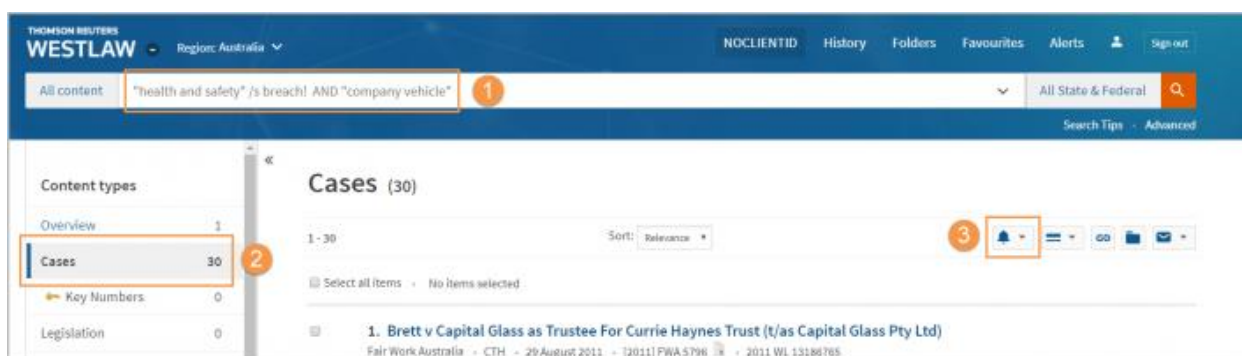 THOMSON REUTERS
WESTLAW Region: Australia NOCLIENTID History Folders Favourites Alerts Sign out
All content "health and safety" /s breach! AND "company vehicle" 1 All State & Federal
Search Tips - Advanced
Content types
Overview 1
Cases 30 2
Key Numbers 0
Legislation 0
«
Cases (30)
1 - 30 Sort: Relevance 3
Select all items · No items selected
1. Brett v Capital Glass as Trustee For Currie Haynes Trust (t/as Capital Glass Pty Ltd)
Fair Work Australia · CTH · 29 August 2011 · [2011] FWA 5796 · 2011 WL 13186765